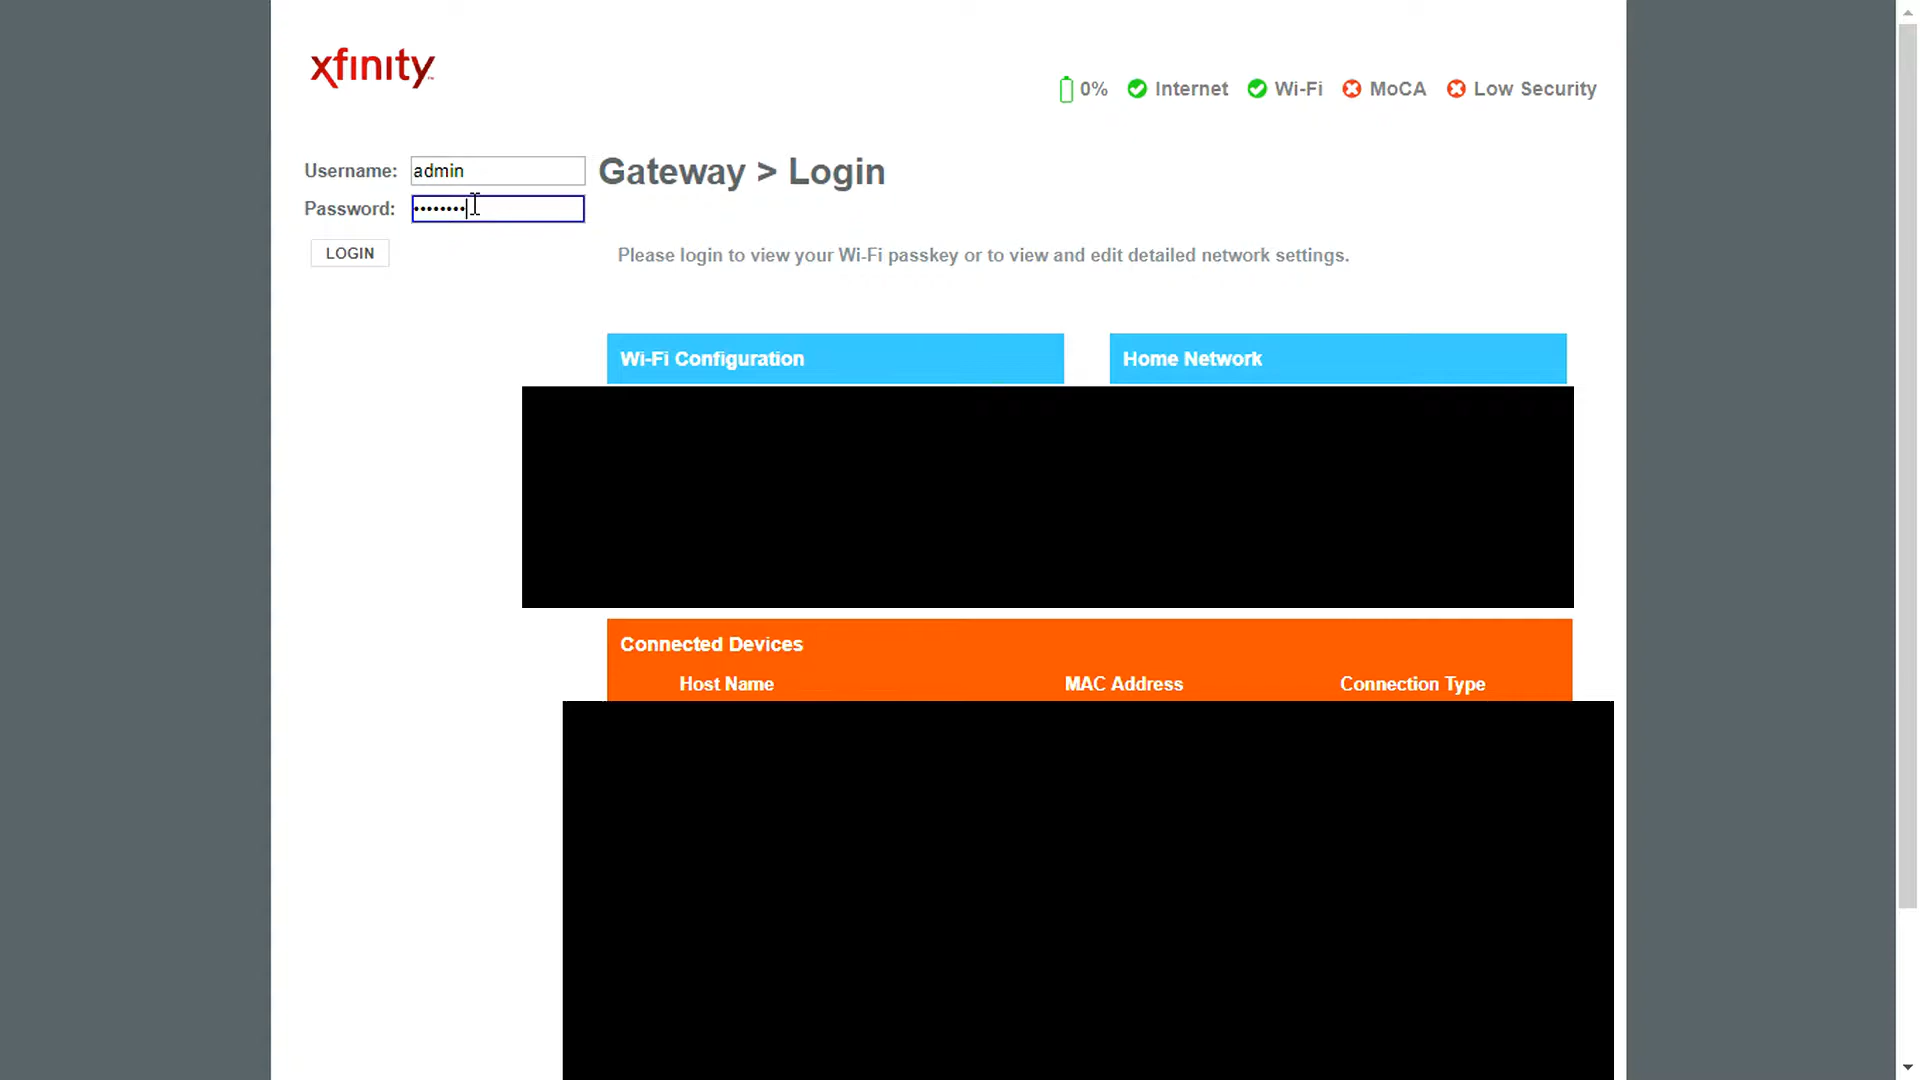 xfinity
0% Internet Wi-Fi MoCA Low Security
Username: admin
Gateway > Login
Password: ••••••••
LOGIN
Please login to view your Wi-Fi passkey or to view and edit detailed network settings.
Wi-Fi Configuration
Home Network
Connected Devices
Host Name MAC Address Connection Type